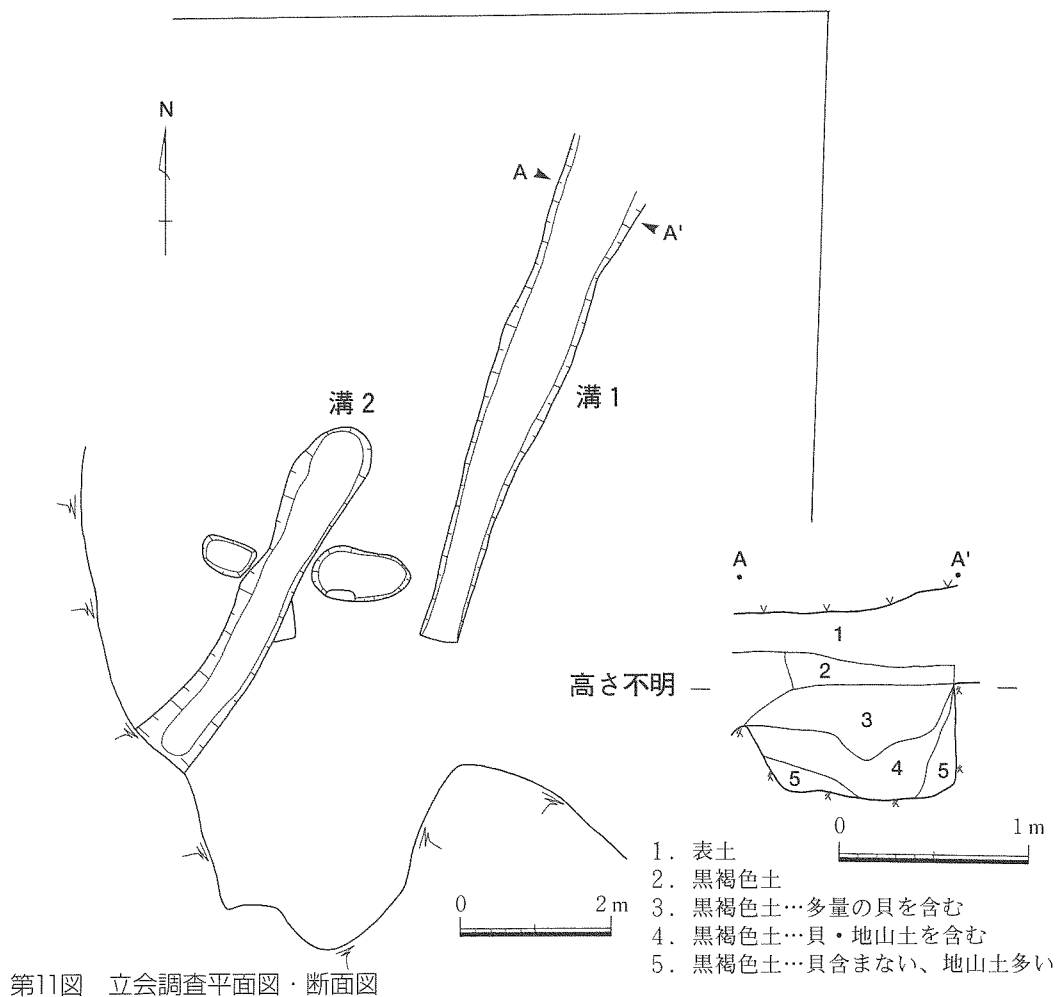 N
A
A'
溝1
溝2
A
A'
1
2
高さ不明
3
4
5
5
0 1m
0 2m
1. 表土
2. 黒褐色土
3. 黒褐色土…多量の貝を含む
4. 黒褐色土…貝・地山土を含む
5. 黒褐色土…貝含まない、地山土多い
第11図 立会調査平面図・断面図